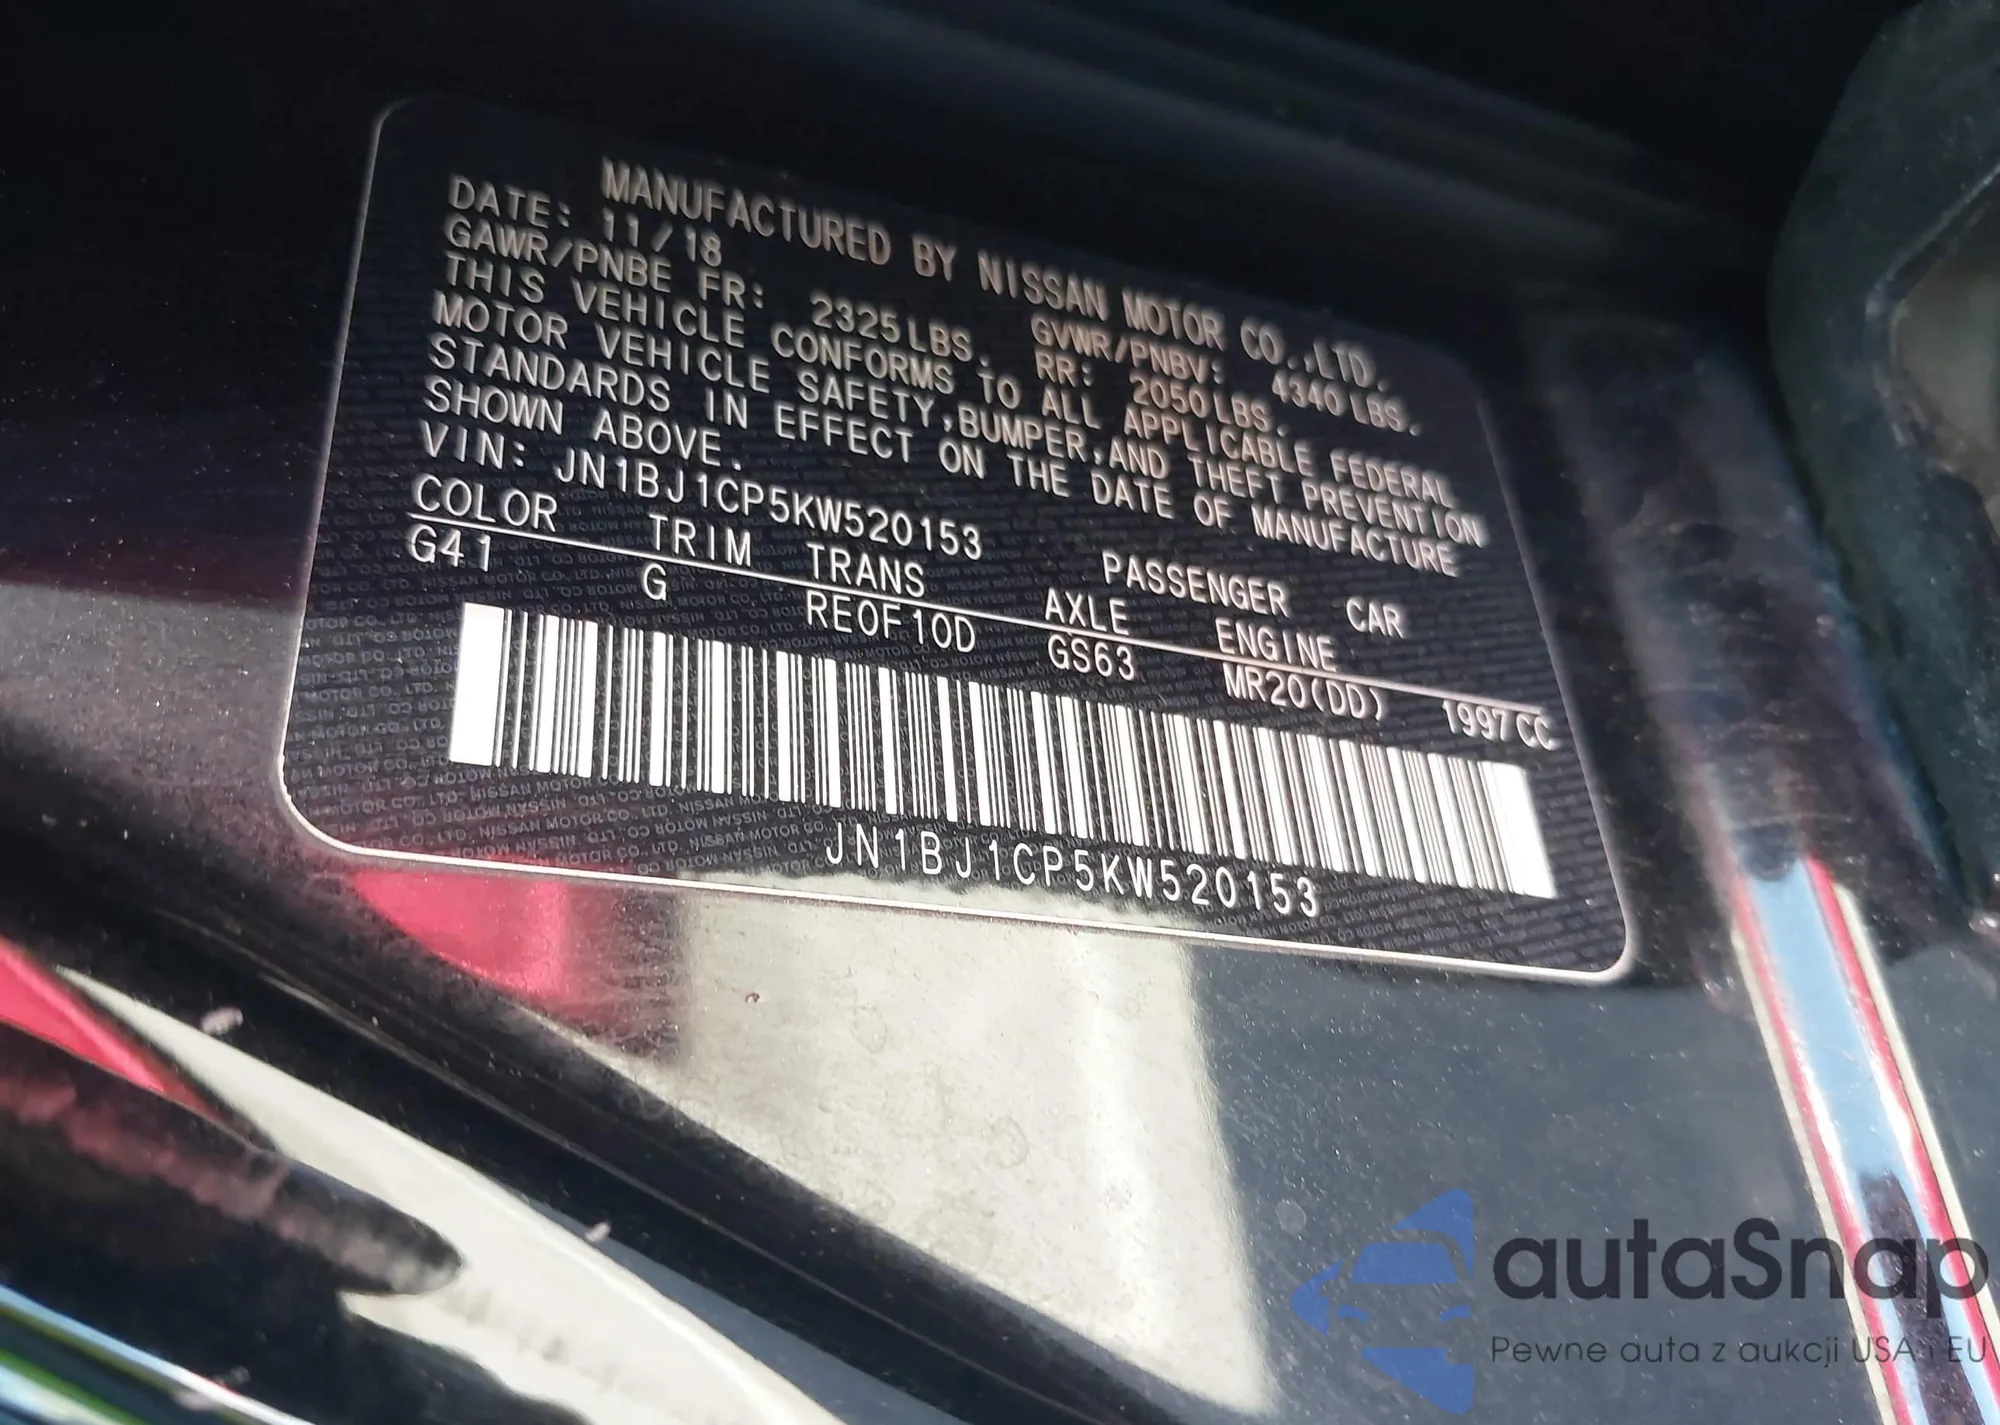 MANUFACTURED BY NISSAN MOTOR CO.,LTD.
DATE: 11/18 GVWR/PNBV: 4340LBS.
GAWR/PNBE FR: 2325LBS. RR: 2050LBS.
THIS VEHICLE CONFORMS TO ALL APPLICABLE FEDERAL
MOTOR VEHICLE SAFETY,BUMPER,AND THEFT PREVENTION
STANDARDS IN EFFECT ON THE DATE OF MANUFACTURE
SHOWN ABOVE.
VIN: JN1BJ1CP5KW520153 PASSENGER CAR
COLOR TRIM TRANS AXLE ENGINE
G41 G RE0F10D GS63 MR20(DD) 1997CC
JN1BJ1CP5KW520153
autaSnap
Pewne auta z aukcji USA i EU